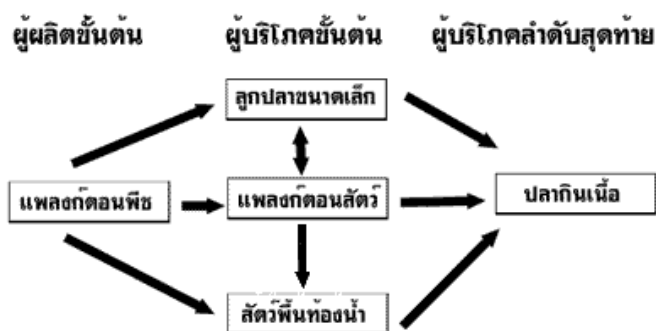 ผู้ผลิตขั้นต้น ผู้บริโภคขั้นต้น ผู้บริโภคลำดับสุดท้าย
ลูกปลาขนาดเล็ก
แพลงก์ตอนพืช แพลงก์ตอนสัตว์ ปลากินเนื้อ
สัตว์พื้นท้องน้ำ